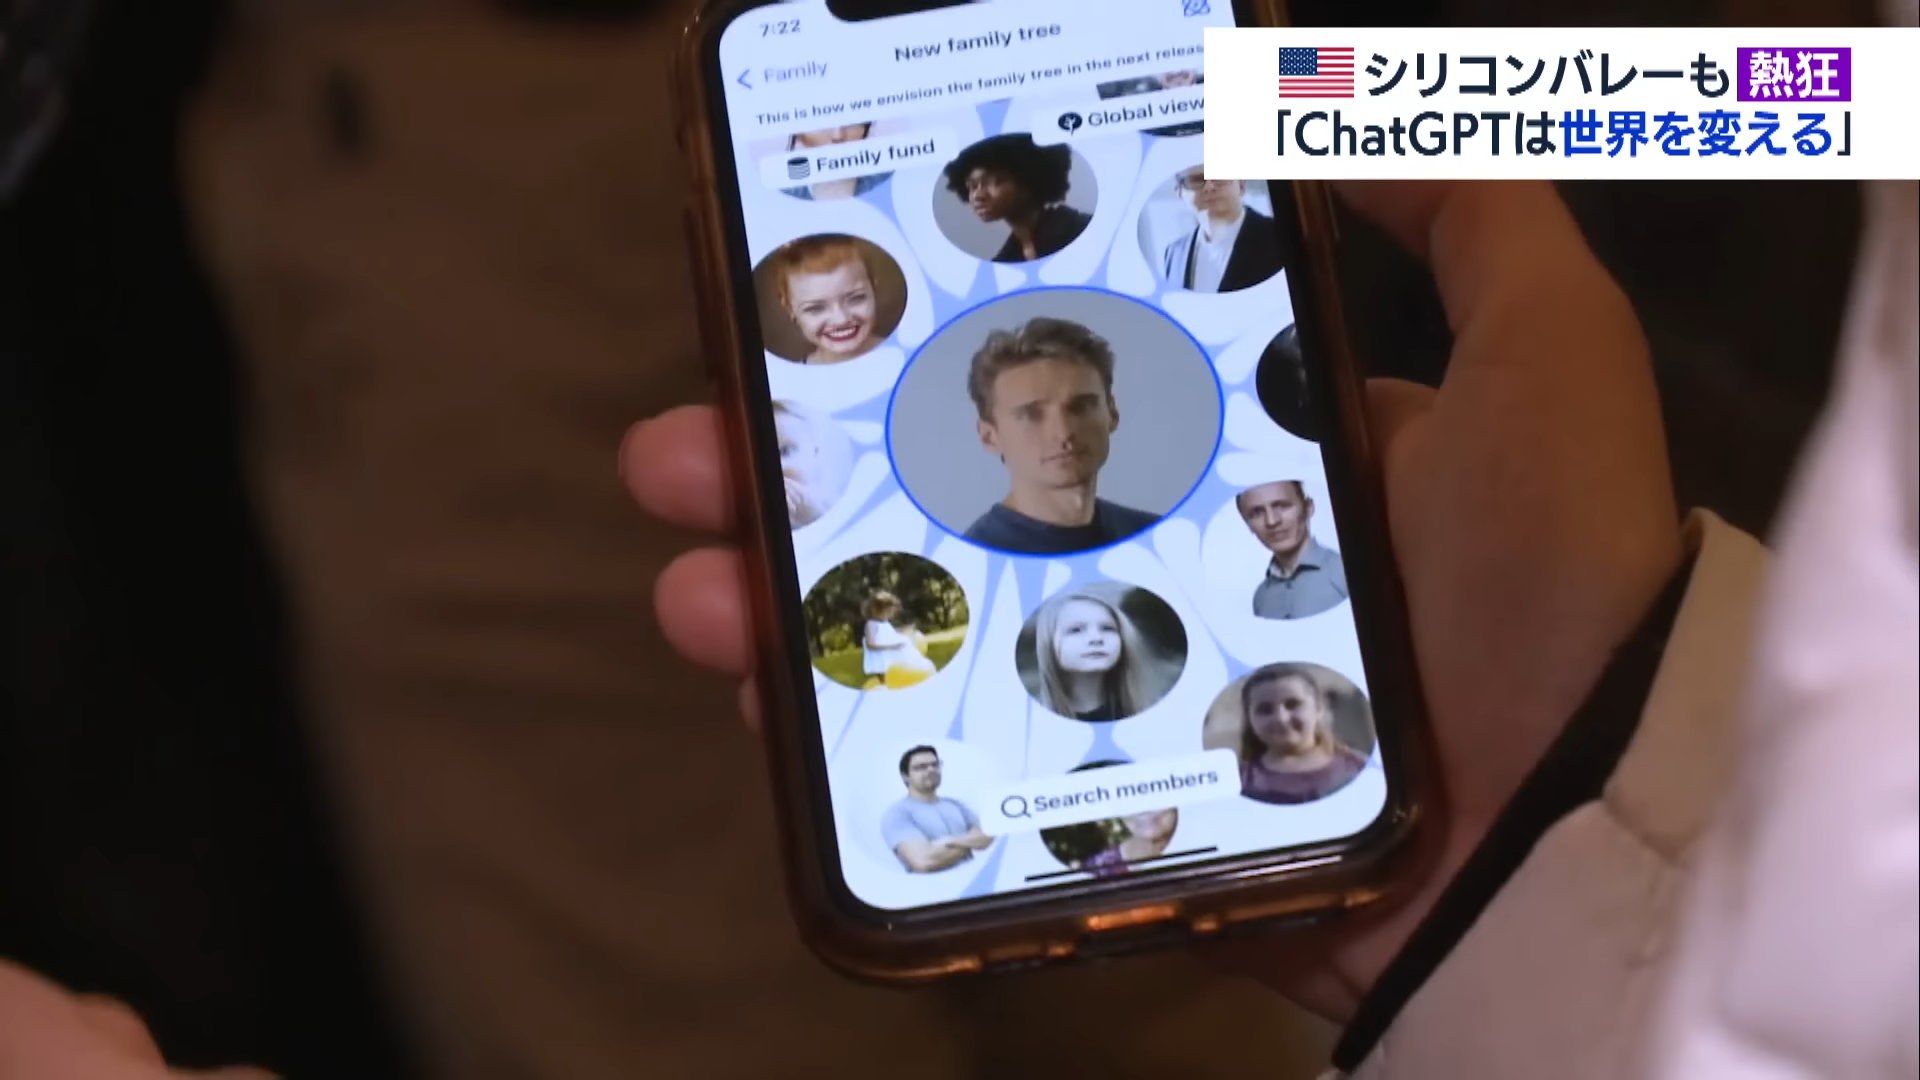 シリコンバレーも熱狂
「ChatGPTは世界を変える」
7:22
Family
New family tree
This is how we envision the family tree in the next
Family fund
Global view
Search members